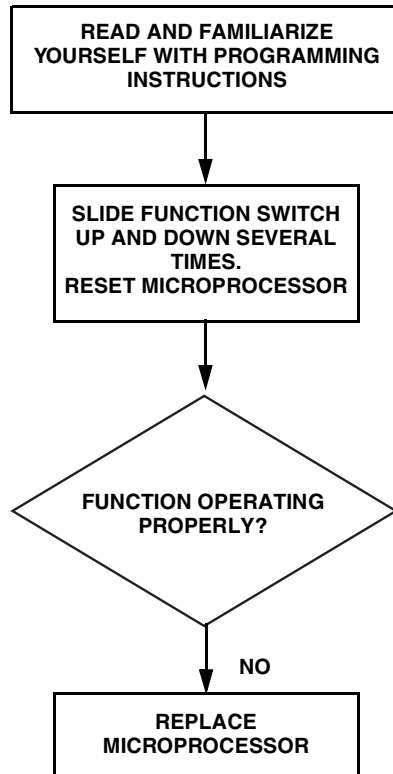 READ AND FAMILIARIZE
YOURSELF WITH PROGRAMMING
INSTRUCTIONS
SLIDE FUNCTION SWITCH
UP AND DOWN SEVERAL
TIMES.
RESET MICROPROCESSOR
FUNCTION OPERATING
PROPERLY?
NO
REPLACE
MICROPROCESSOR